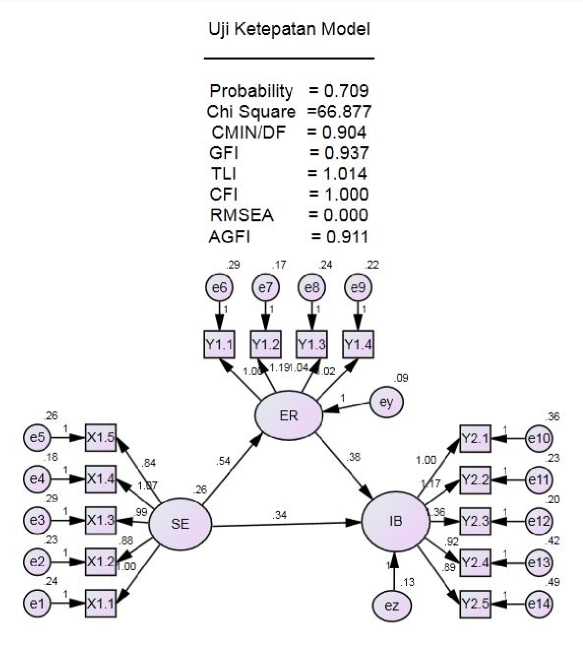 Uji Ketepatan Model
Probability = 0.709
Chi Square =66.877
CMIN/DF = 0.904
GFI = 0.937
TLI = 1.014
CFI = 1.000
RMSEA = 0.000
AGFI = 0.911
.29 .17 .24 .22
e6 e7 e8 e9
1 1 1 1
Y1.1 Y1.2 Y1.3 Y1.4
1.00 1.19 1.04 1.02
.09
ER 1 ey
.26 .36
e5 1 X1.5 Y2.1 1 e10
.84 .54 .38 1.00
.18 .23
e4 1 X1.4 Y2.2 1 e11
1.07 .26 1.17
.29 .20
e3 1 X1.3 .99 SE .34 IB 1.36 Y2.3 1 e12
.23 .88 .92 .42
e2 1 X1.2 Y2.4 1 e13
1.00 1 .89
.24 .13 .49
e1 1 X1.1 ez Y2.5 1 e14